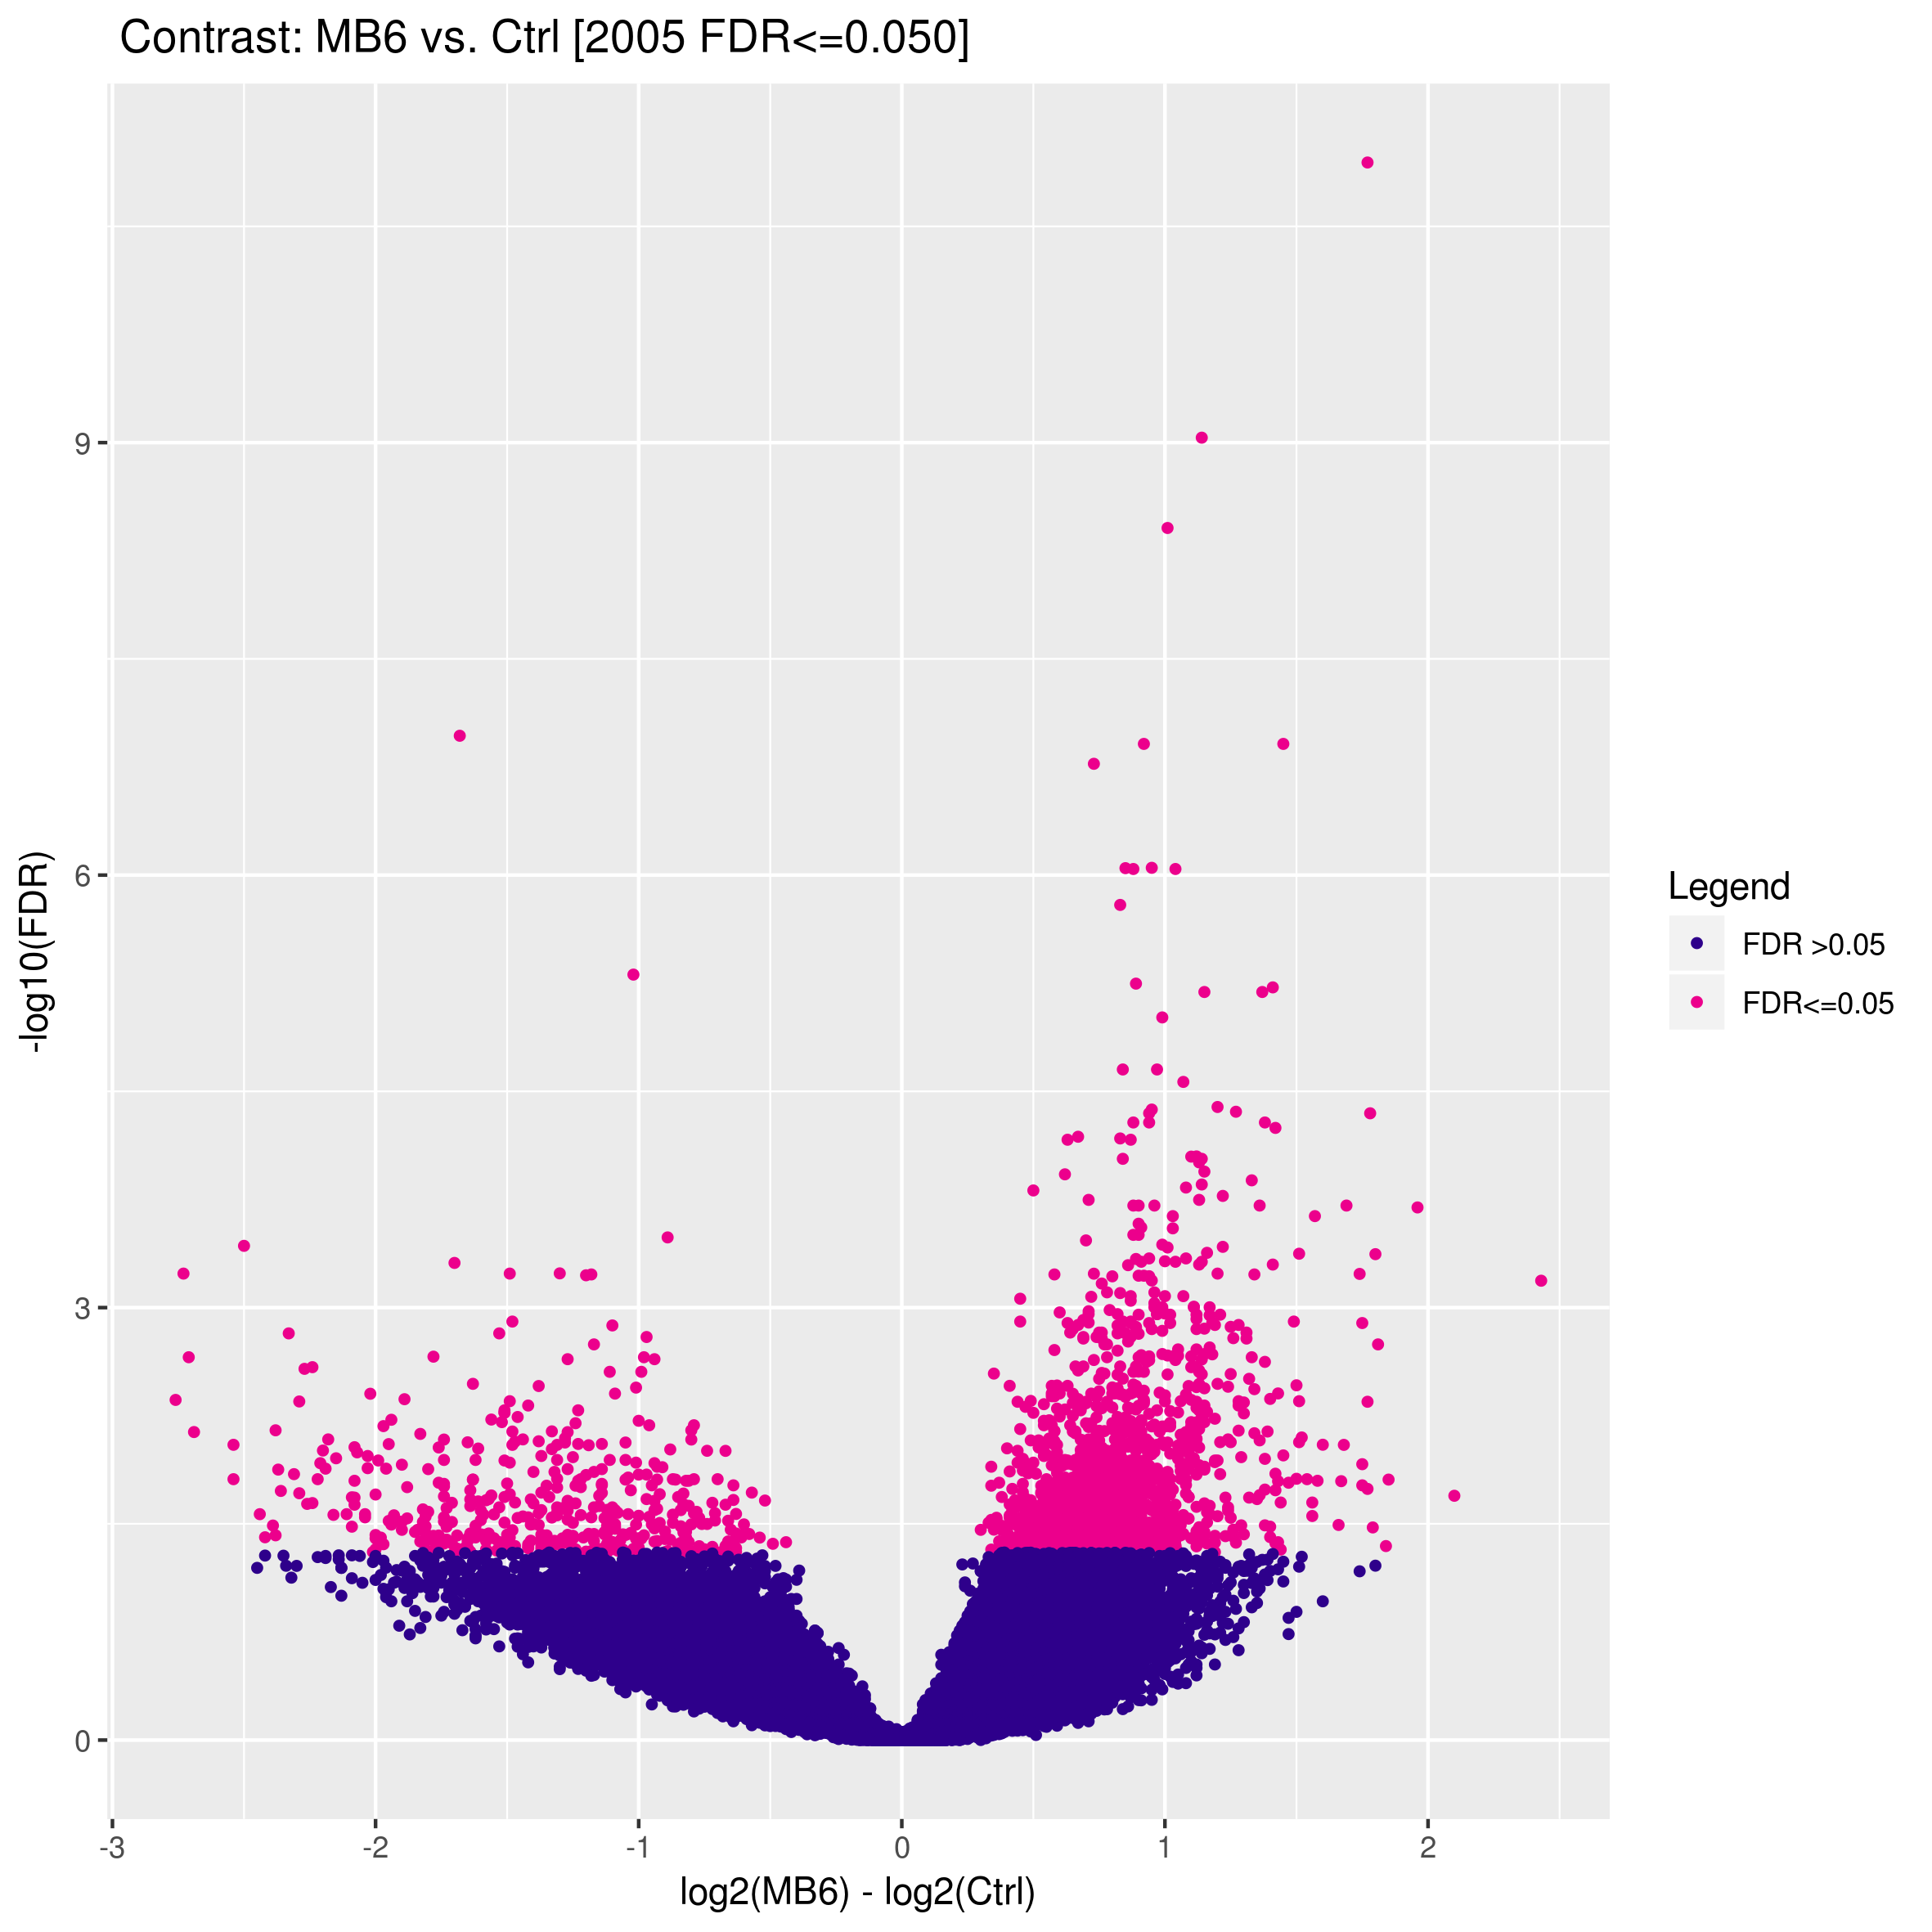 Contrast: MB6 vs. Ctrl [2005 FDR<=0.050]
-log10(FDR)
9
6
3
0
-3 -2 -1 0 1 2
log2(MB6) - log2(Ctrl)
Legend
FDR >0.05
FDR<=0.05